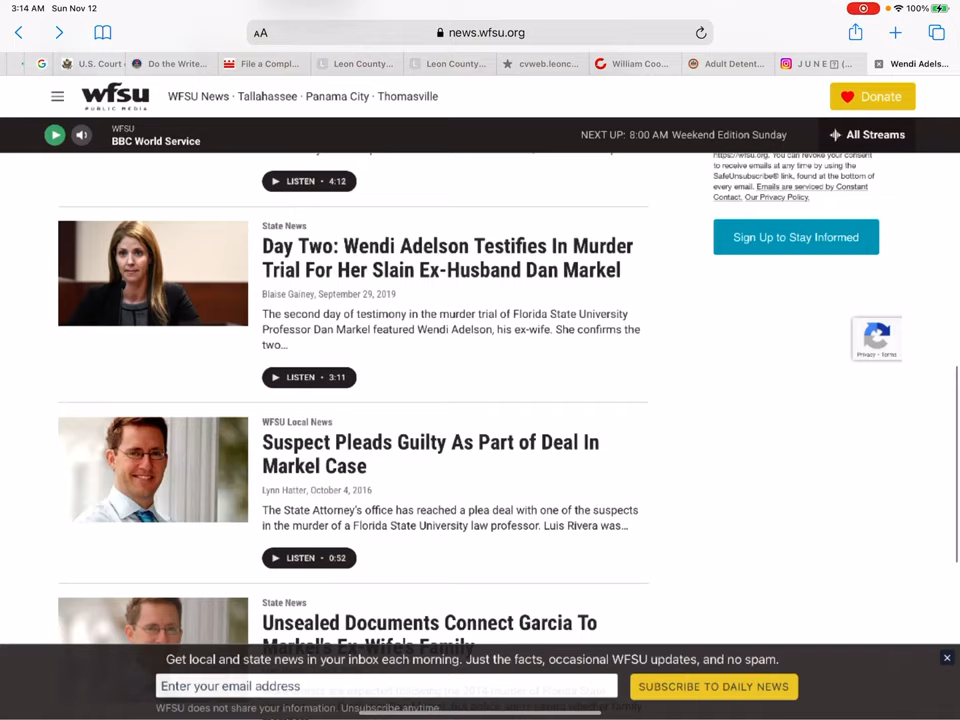 3:14 AM Sun Nov 12
100%
AA
news.wfsu.org
U.S. Court
Do the Write...
File a Compl...
Leon County...
Leon County...
cvweb.leonc...
William Coo...
Adult Detent...
J U N E (...
Wendi Adels...
wfsu
PUBLIC MEDIA
WFSU News · Tallahassee · Panama City · Thomasville
Donate
WFSU
BBC World Service
NEXT UP: 8:00 AM Weekend Edition Sunday
All Streams
LISTEN • 4:12
https://wfsu.org. You can revoke your consent
to receive emails at any time by using the
SafeUnsubscribe® link, found at the bottom of
every email. Emails are serviced by Constant
Contact. Our Privacy Policy.
Sign Up to Stay Informed
State News
Day Two: Wendi Adelson Testifies In Murder
Trial For Her Slain Ex-Husband Dan Markel
Blaise Gainey, September 29, 2019
The second day of testimony in the murder trial of Florida State University
Professor Dan Markel featured Wendi Adelson, his ex-wife. She confirms the
two...
LISTEN • 3:11
Privacy - Terms
WFSU Local News
Suspect Pleads Guilty As Part of Deal In
Markel Case
Lynn Hatter, October 4, 2016
The State Attorney's office has reached a plea deal with one of the suspects
in the murder of a Florida State University law professor. Luis Rivera was...
LISTEN • 0:52
State News
Unsealed Documents Connect Garcia To
Markel's Ex-Wife's Family
Get local and state news in your inbox each morning. Just the facts, occasional WFSU updates, and no spam.
Enter your email address
SUBSCRIBE TO DAILY NEWS
WFSU does not share your information. Unsubscribe anytime.